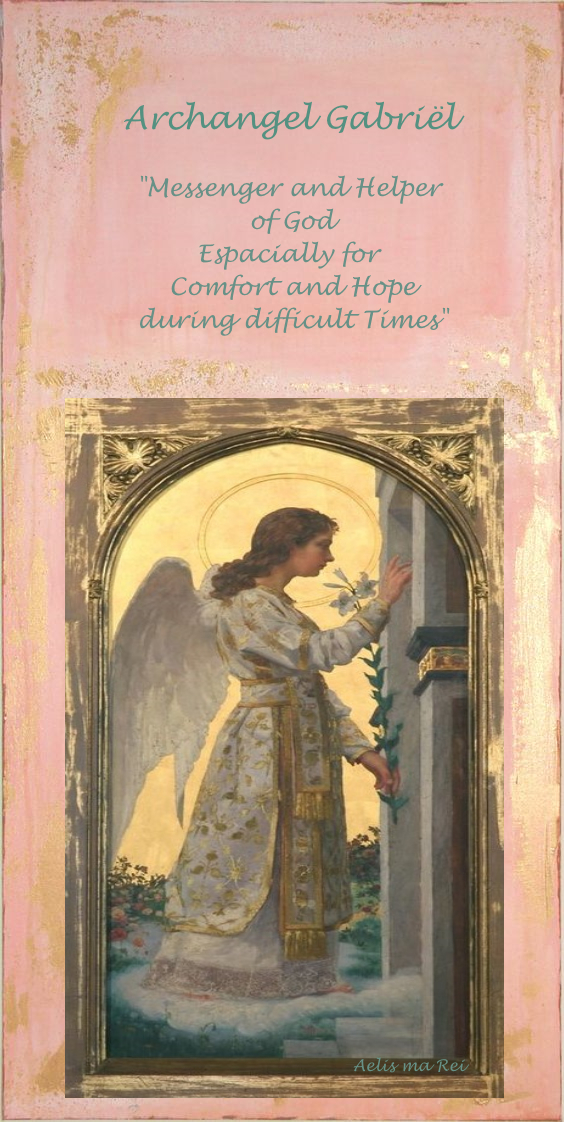 Archangel Gabriël
"Messenger and Helper
of God
Espacially for
Comfort and Hope
during difficult Times"
Aelis ma Rei